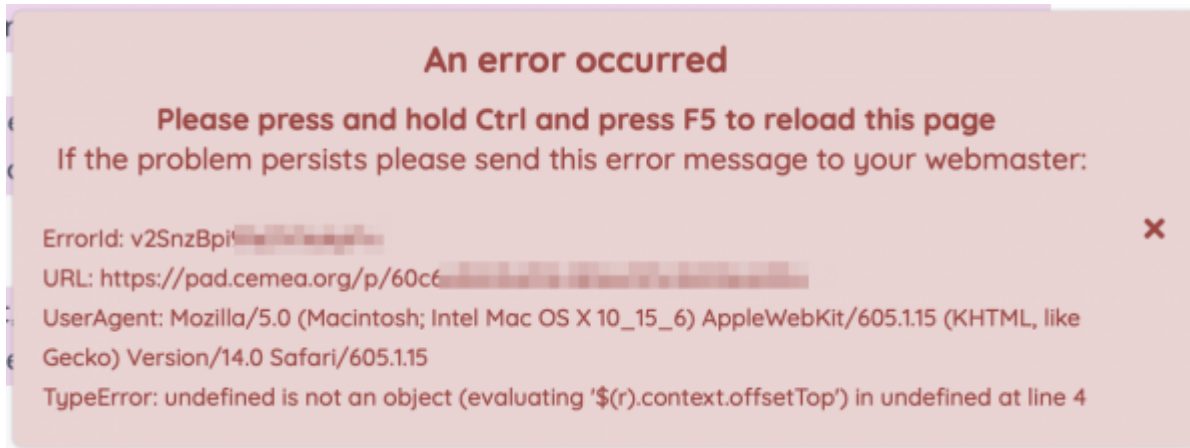 An error occurred
Please press and hold Ctrl and press F5 to reload this page
If the problem persists please send this error message to your webmaster:
ErrorId: v2SnzBpi
URL: https://pad.cemea.org/p/60c6
UserAgent: Mozilla/5.0 (Macintosh; Intel Mac OS X 10_15_6) AppleWebKit/605.1.15 (KHTML, like
Gecko) Version/14.0 Safari/605.1.15
TypeError: undefined is not an object (evaluating '$(r).context.offsetTop') in undefined at line 4